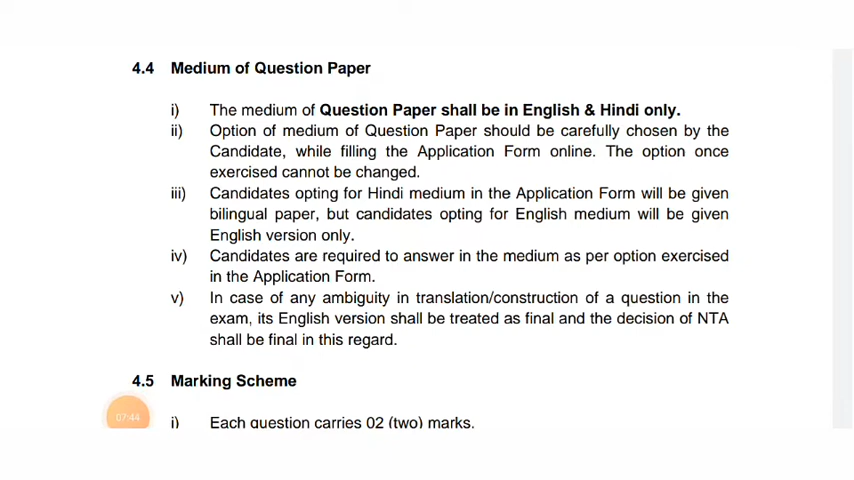 4.4 Medium of Question Paper
i) The medium of Question Paper shall be in English & Hindi only.
ii) Option of medium of Question Paper should be carefully chosen by the
Candidate, while filling the Application Form online. The option once
exercised cannot be changed.
iii) Candidates opting for Hindi medium in the Application Form will be given
bilingual paper, but candidates opting for English medium will be given
English version only.
iv) Candidates are required to answer in the medium as per option exercised
in the Application Form.
v) In case of any ambiguity in translation/construction of a question in the
exam, its English version shall be treated as final and the decision of NTA
shall be final in this regard.
4.5 Marking Scheme
07:44
i) Each question carries 02 (two) marks.